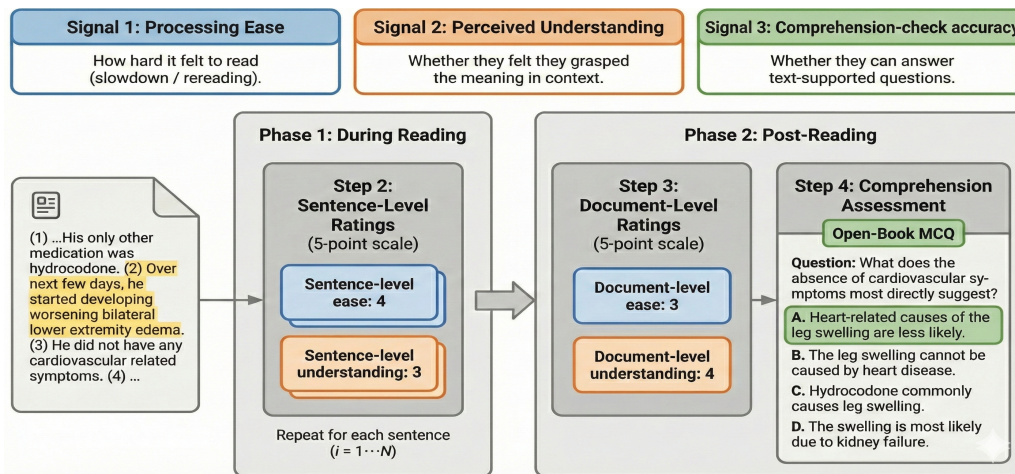 Signal 1: Processing Ease
How hard it felt to read
(slowdown / rereading).
Signal 2: Perceived Understanding
Whether they felt they grasped
the meaning in context.
Signal 3: Comprehension-check accuracy
Whether they can answer
text-supported questions.
(1) ...His only other
medication was
hydrocodone. (2) Over
next few days, he
started developing
worsening bilateral
lower extremity edema.
(3) He did not have any
cardiovascular related
symptoms. (4) ...
Phase 1: During Reading
Step 2:
Sentence-Level
Ratings
(5-point scale)
Sentence-level
ease: 4
Sentence-level
understanding: 3
Repeat for each sentence
(i = 1···N)
Phase 2: Post-Reading
Step 3:
Document-Level
Ratings
(5-point scale)
Document-level
ease: 3
Document-level
understanding: 4
Step 4: Comprehension
Assessment
Open-Book MCQ
Question: What does the
absence of cardiovascular sy-
mptoms most directly suggest?
A. Heart-related causes of the
leg swelling are less likely.
B. The leg swelling cannot be
caused by heart disease.
C. Hydrocodone commonly
causes leg swelling.
D. The swelling is most likely
due to kidney failure.